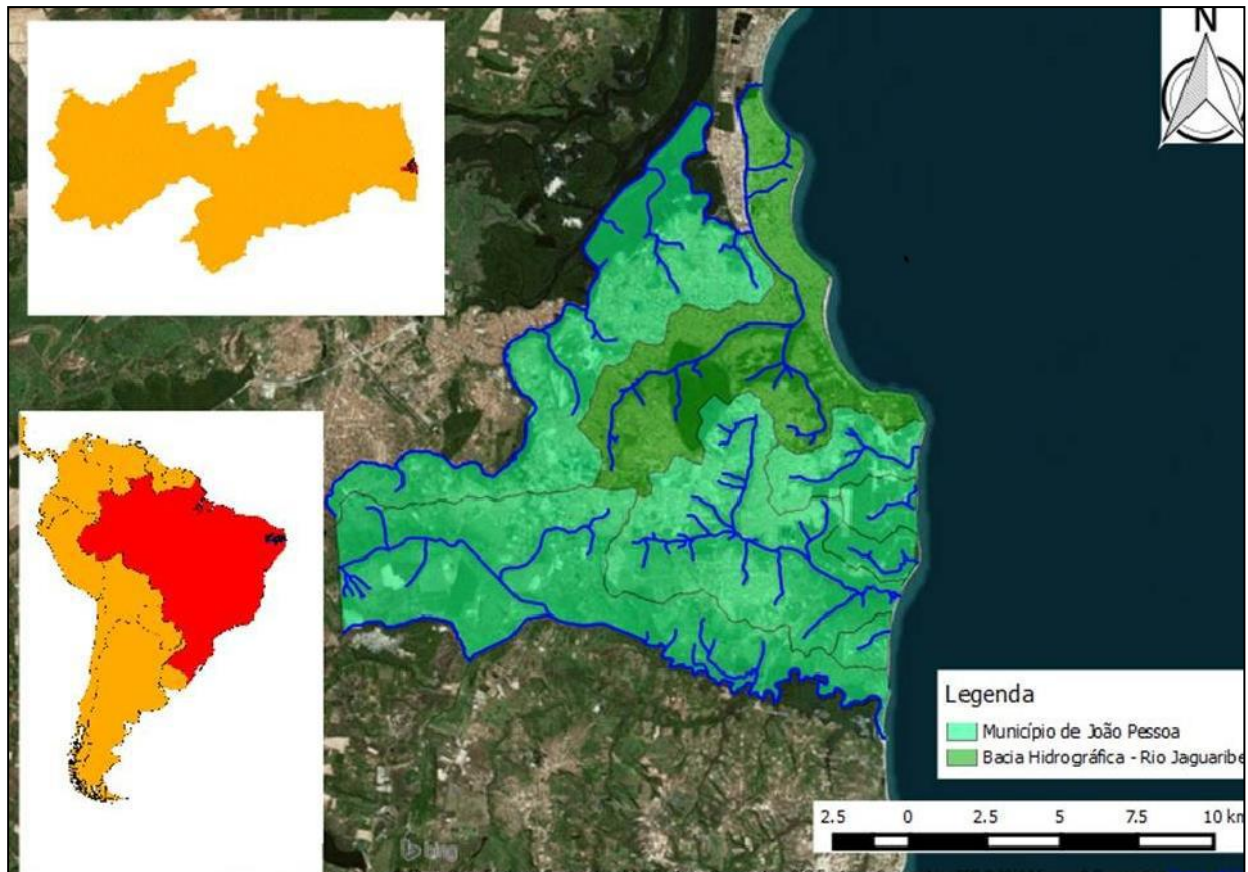 N
Legenda
Município de João Pessoa
Bacia Hidrográfica - Rio Jaguaribe
2.5 0 2.5 5 7.5 10 km
bing